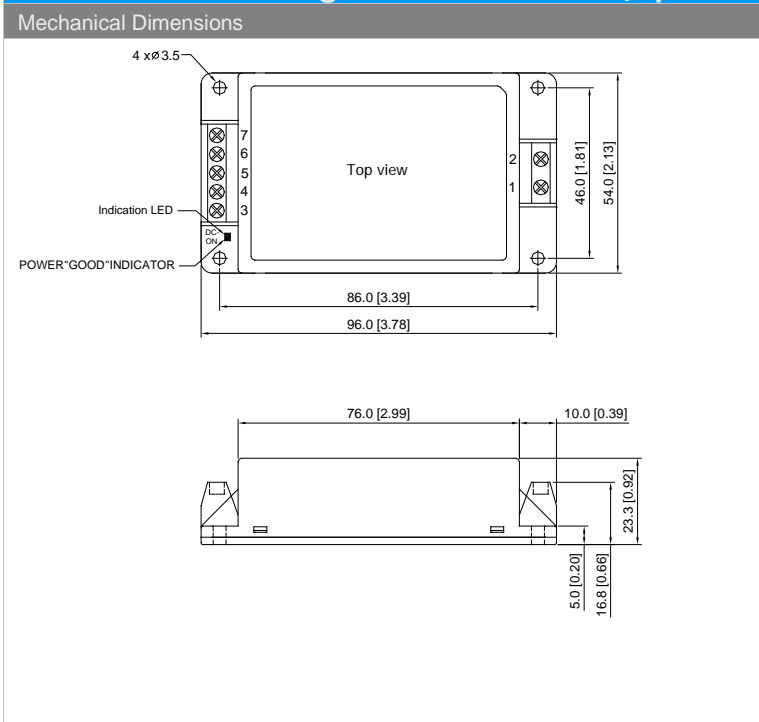 Mechanical Dimensions
4 xø3.5
7
6
5
4
3
2
1
Top view
Indication LED
DC-
ON
POWER"GOOD"INDICATOR
46.0 [1.81]
54.0 [2.13]
86.0 [3.39]
96.0 [3.78]
76.0 [2.99]
10.0 [0.39]
23.3 [0.92]
5.0 [0.20]
16.8 [0.66]